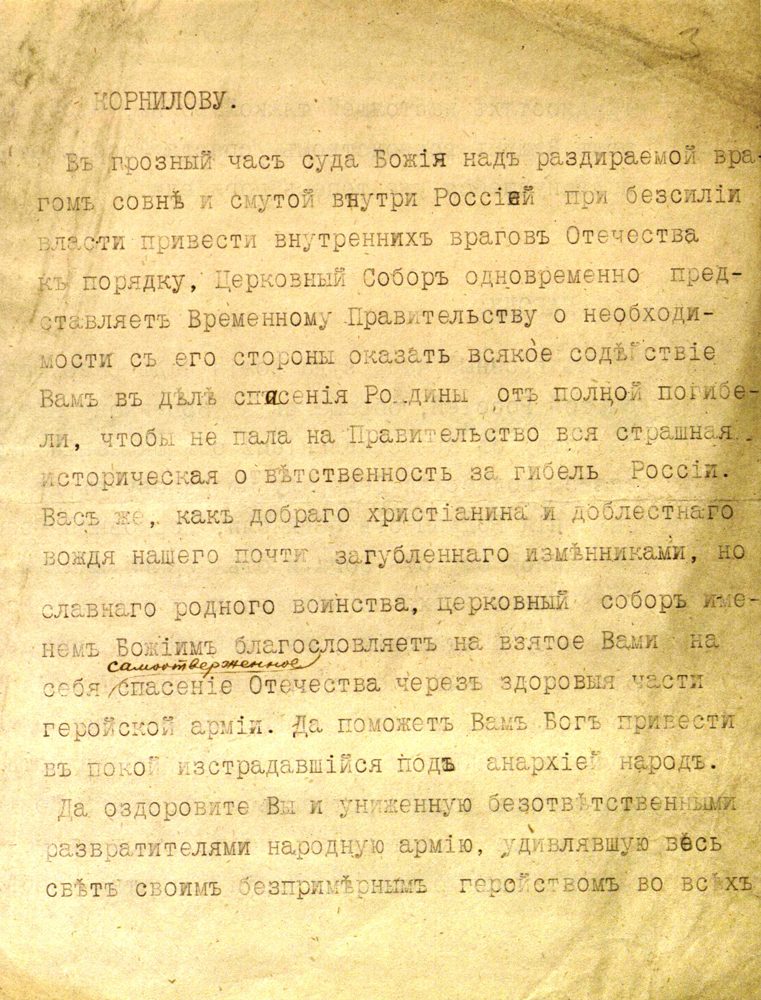 3
КОРНИЛОВУ.
Въ грозный часъ суда Божія надъ раздираемой вра-
гомъ совнѣ и смутой внутри Россіей при безсиліи
власти привести внутреннихъ враговъ Отечества
къ порядку, Церковный Соборъ одновременно пред-
ставляетъ Временному Правительству о необходи-
мости съ его стороны оказать всякое содѣйствіе
Вамъ въ дѣлѣ спасенія Ро..дины отъ полной погибе-
ли, чтобы не пала на Правительство вся страшная
историческая о вѣтственность за гибель Россіи.
Васъ же, какъ добраго христіанина и доблестнаго
вождя нашего почти загубленнаго измѣнниками, но
славнаго родного воинства, церковный соборъ име-
немъ Божіимъ благословляетъ на взятое Вами на
самоотверженное
себя спасеніе Отечества черезъ здоровыя части
геройской арміи. Да поможетъ Вамъ Богъ привести
въ покой изстрадавшійся подъ анархіей народъ.
Да оздоровите Вы и униженную безотвѣтственными
развратителями народную армію, удивлявшую весь
свѣтъ своимъ безпримѣрнымъ геройствомъ во всѣхъ